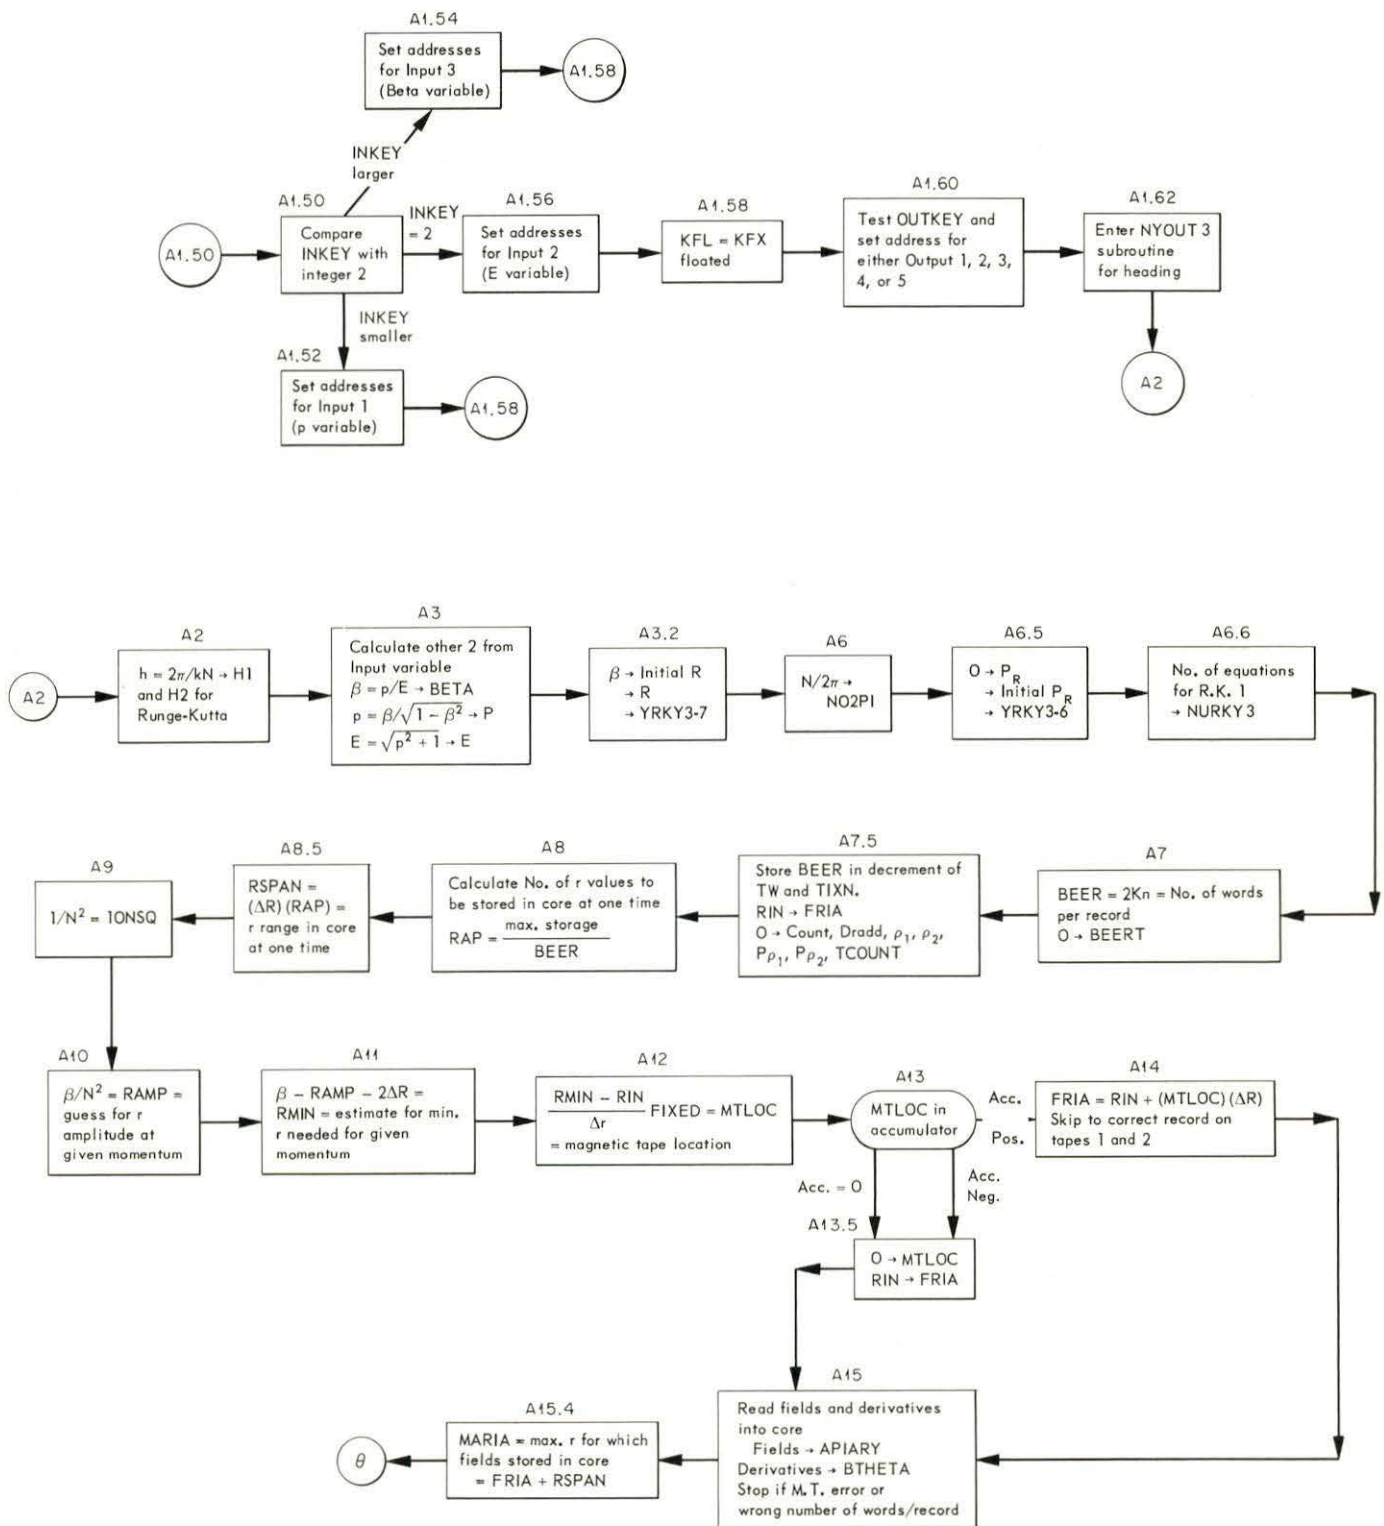 A1.54
Set addresses
for Input 3
(Beta variable)
A1.58
INKEY
larger
A1.50
A1.50
Compare
INKEY with
integer 2
INKEY
= 2
A1.56
Set addresses
for Input 2
(E variable)
A1.58
KFL = KFX
floated
A1.60
Test OUTKEY and
set address for
either Output 1, 2, 3,
4, or 5
A1.62
Enter NYOUT 3
subroutine
for heading
A2
INKEY
smaller
A1.52
Set addresses
for Input 1
(p variable)
A1.58
A2
A2
h = 2π/kN → H1
and H2 for
Runge-Kutta
A3
Calculate other 2 from
Input variable
β = p/E → BETA
p = β/√1 − β² → P
E = √p² + 1 → E
A3.2
β → Initial R
→ R
→ YRKY3-7
A6
N/2π →
NO2PI
A6.5
O → P_R
→ Initial P_R
→ YRKY3-6
A6.6
No. of equations
for R.K. 1
→ NURKY3
A7
BEER = 2Kn = No. of words
per record
O → BEERT
A7.5
Store BEER in decrement of
TW and TIXN.
RIN → FRIA
O → Count, Dradd, ρ₁, ρ₂,
Pρ₁, Pρ₂, TCOUNT
A8
Calculate No. of r values to
be stored in core at one time
RAP = max. storage
BEER
A8.5
RSPAN =
(ΔR) (RAP) =
r range in core
at one time
A9
1/N² = 1ONSQ
A10
β/N² = RAMP =
guess for r
amplitude at
given momentum
A11
β − RAMP − 2ΔR =
RMIN = estimate for min.
r needed for given
momentum
A12
RMIN − RIN
Δr
FIXED = MTLOC
= magnetic tape location
A13
MTLOC in
accumulator
Acc.
Pos.
A14
FRIA = RIN + (MTLOC) (ΔR)
Skip to correct record on
tapes 1 and 2
Acc. = O
Acc.
Neg.
A13.5
O → MTLOC
RIN → FRIA
A15
Read fields and derivatives
into core
Fields → APIARY
Derivatives → BTHETA
Stop if M.T. error or
wrong number of words/record
A15.4
MARIA = max. r for which
fields stored in core
= FRIA + RSPAN
θ